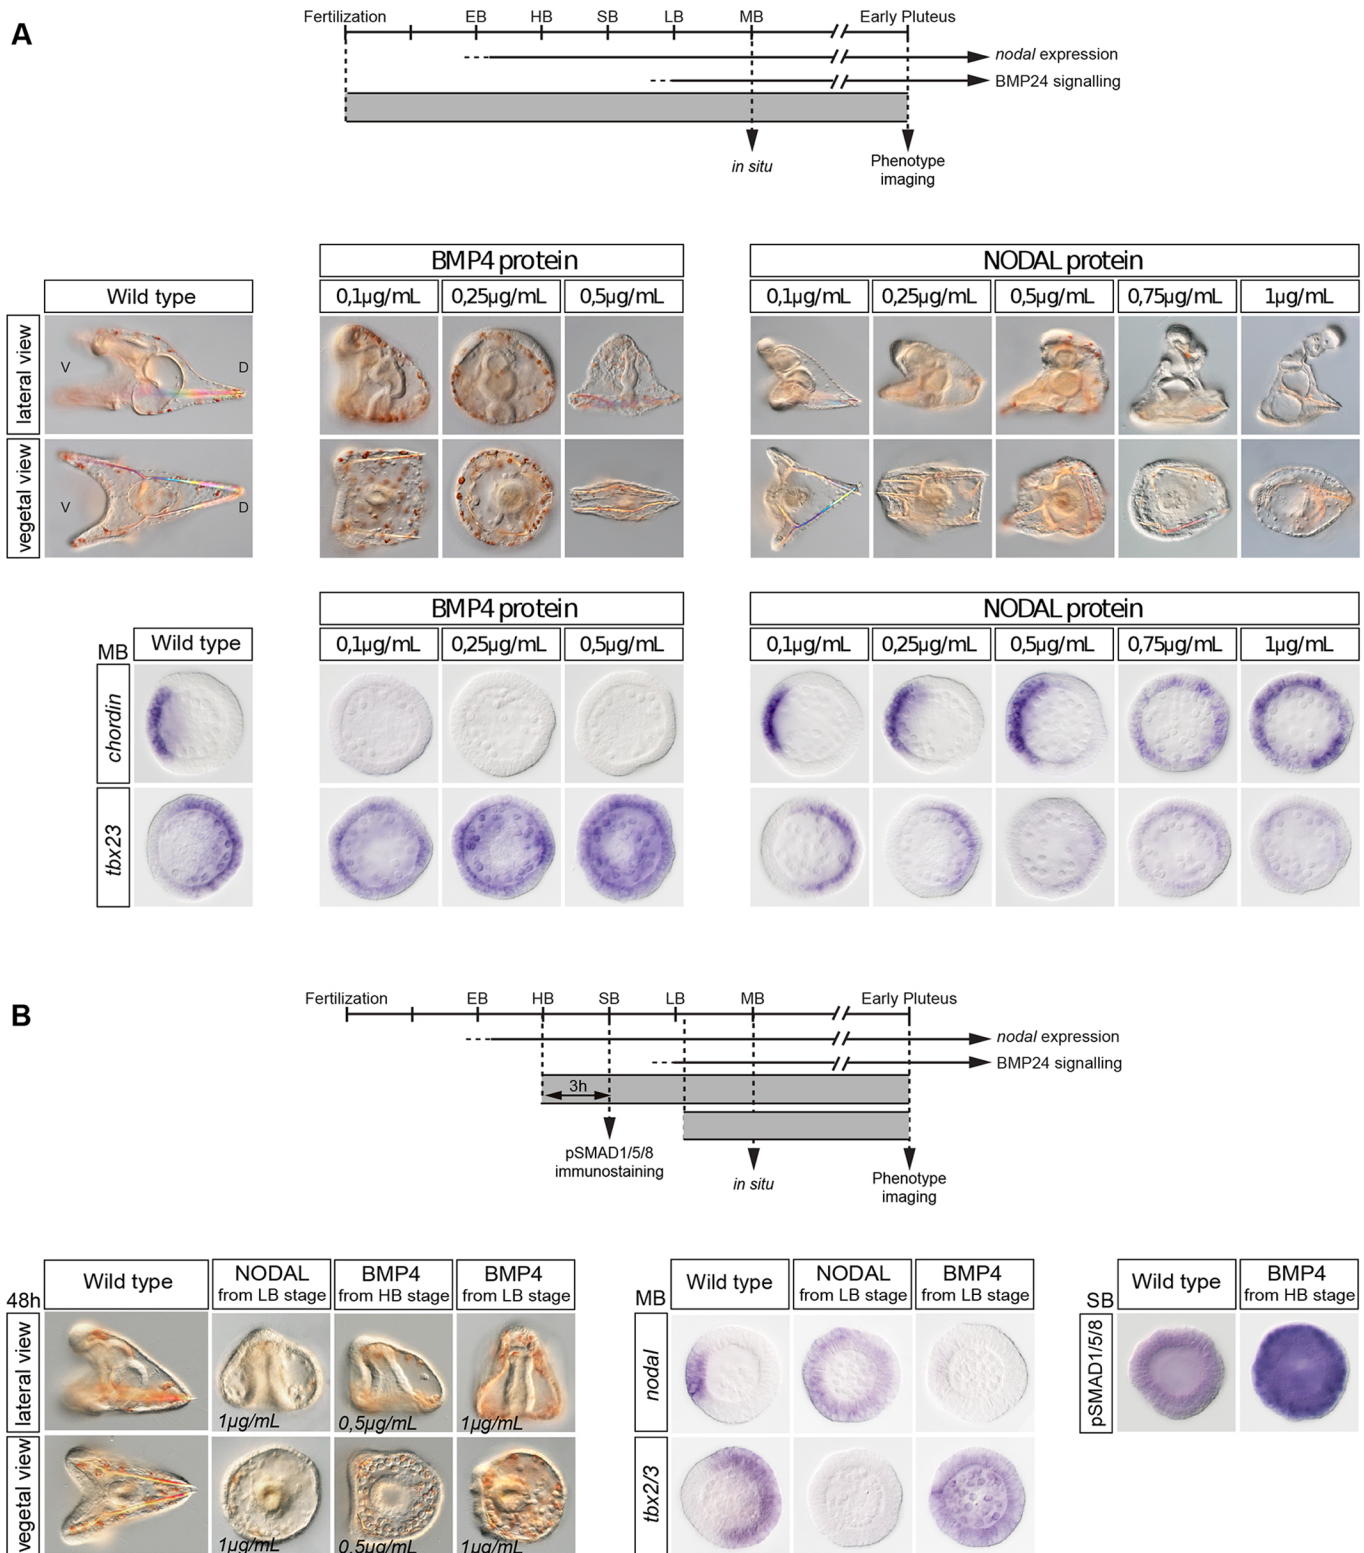 A
Fertilization EB HB SB LB MB Early Pluteus
nodal expression
BMP24 signalling
in situ
Phenotype
imaging
BMP4 protein
NODAL protein
Wild type
0,1µg/mL 0,25µg/mL 0,5µg/mL
0,1µg/mL 0,25µg/mL 0,5µg/mL 0,75µg/mL 1µg/mL
lateral view
V D
vegetal view
V D
BMP4 protein
NODAL protein
MB
Wild type
0,1µg/mL 0,25µg/mL 0,5µg/mL
0,1µg/mL 0,25µg/mL 0,5µg/mL 0,75µg/mL 1µg/mL
chordin
tbx23
B
Fertilization EB HB SB LB MB Early Pluteus
nodal expression
BMP24 signalling
3h
pSMAD1/5/8
immunostaining
in situ
Phenotype
imaging
48h
Wild type
NODAL
from LB stage
BMP4
from HB stage
BMP4
from LB stage
lateral view
1µg/mL 0,5µg/mL 1µg/mL
vegetal view
1µg/mL 0,5µg/mL 1µg/mL
MB
Wild type
NODAL
from LB stage
BMP4
from LB stage
nodal
tbx2/3
SB
Wild type
BMP4
from HB stage
pSMAD1/5/8